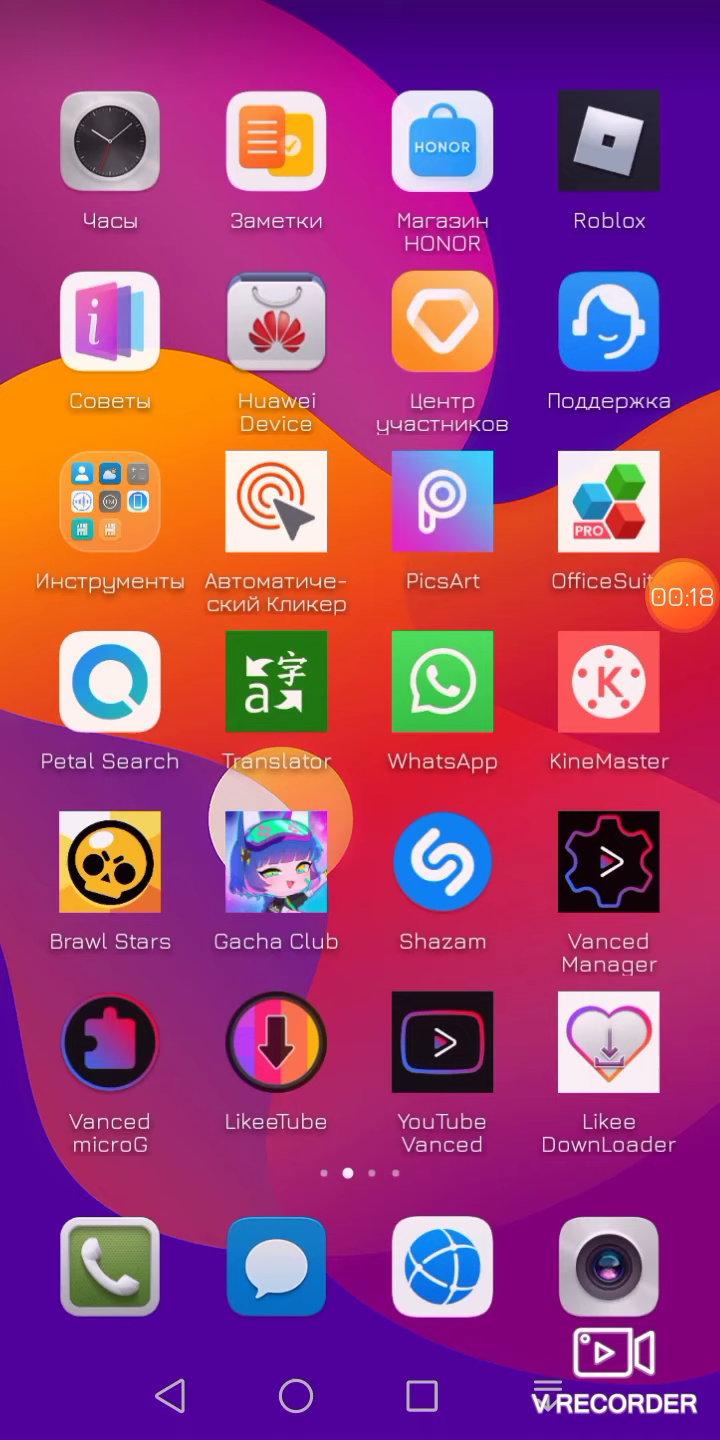 Часы
Заметки
HONOR
Магазин
HONOR
Roblox
i
Советы
Huawei
Device
Центр
участников
Поддержка
Инструменты
Автоматиче-
ский Кликер
PicsArt
PRO
OfficeSuit
00:18
Petal Search
字
a
Translator
WhatsApp
K
KineMaster
Brawl Stars
Gacha Club
Shazam
Vanced
Manager
Vanced
microG
LikeeTube
YouTube
Vanced
Likee
DownLoader
V RECORDER